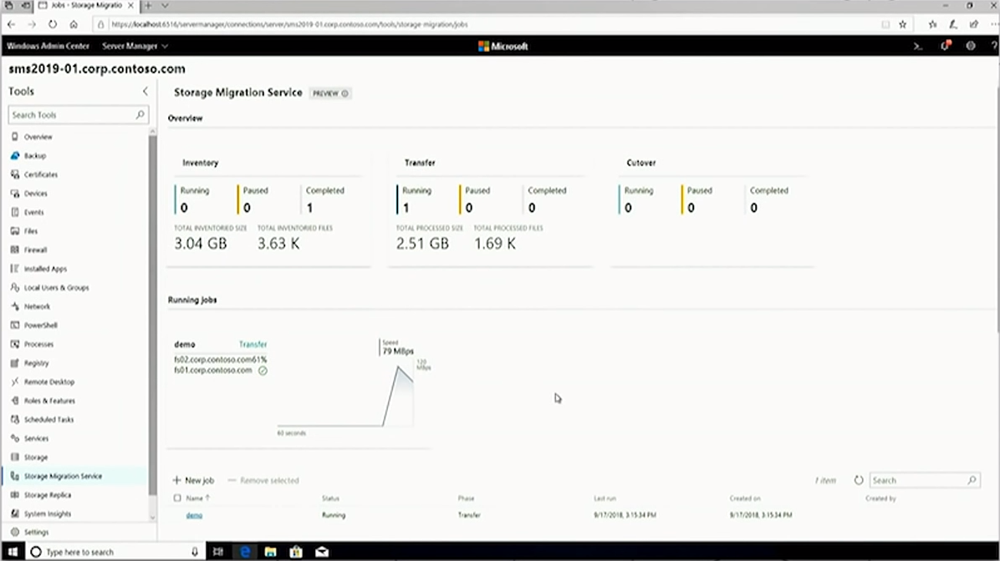 Jobs - Storage Migratio
https://localhost:6516/servermanager/connections/server/sms2019-01.corp.contoso.com/tools/storage-migration/jobs
Windows Admin Center Server Manager Microsoft
sms2019-01.corp.contoso.com
Tools
Search Tools
Overview
Backup
Certificates
Devices
Events
Files
Firewall
Installed Apps
Local Users & Groups
Network
PowerShell
Processes
Registry
Remote Desktop
Roles & Features
Scheduled Tasks
Services
Storage
Storage Migration Service
Storage Replica
System Insights
Settings
Storage Migration Service PREVIEW
Overview
Inventory
Running Paused Completed
0 0 1
TOTAL INVENTORIED SIZE TOTAL INVENTORIED FILES
3.04 GB 3.63 K
Transfer
Running Paused Completed
1 0 0
TOTAL PROCESSED SIZE TOTAL PROCESSED FILES
2.51 GB 1.69 K
Cutover
Running Paused Completed
0 0 0
Running Jobs
demo Transfer
fs02.corp.contoso.com61%
fs01.corp.contoso.com
Speed
79 MBps
120
MBps
60 seconds
New job Remove selected 1 item Search
Name Status Phase Last run Created on Created by
demo Running Transfer 9/17/2018, 3:15:34 PM 9/17/2018, 3:15:34 PM
Type here to search